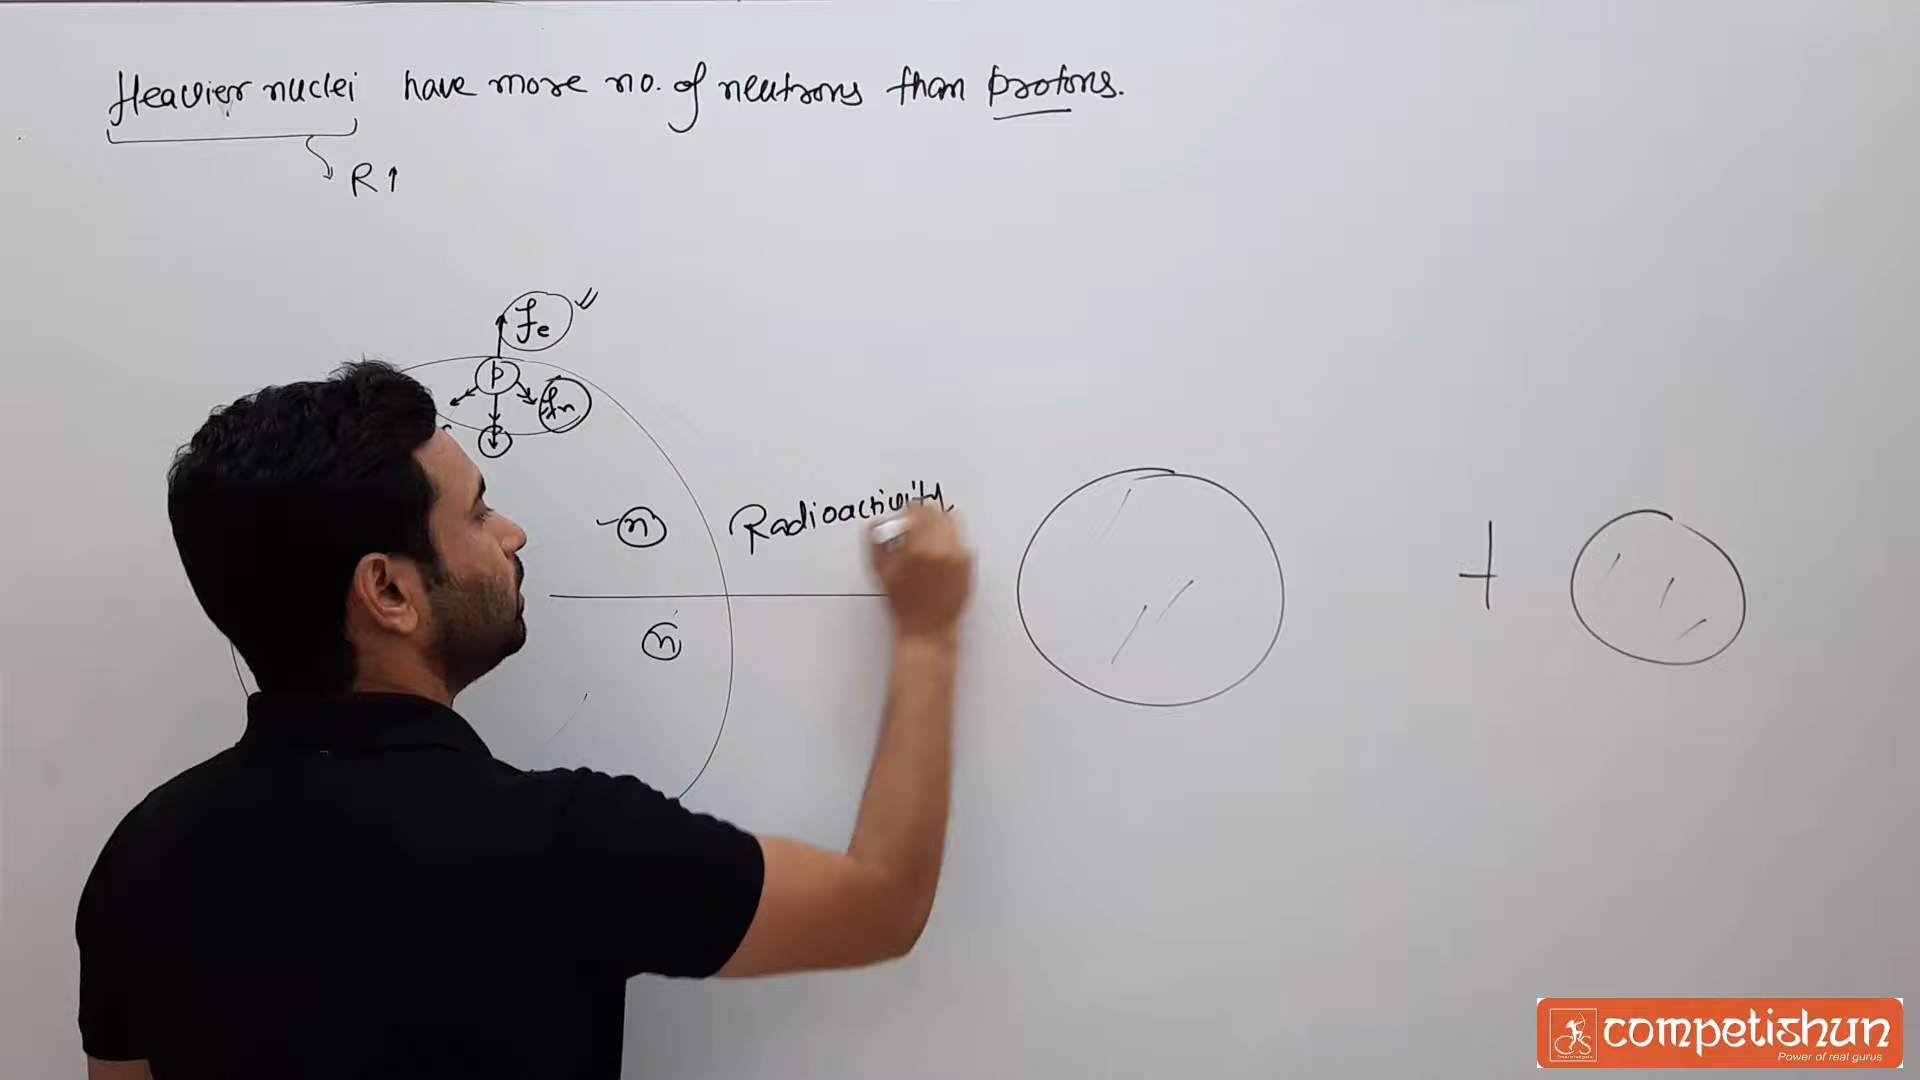 Heavier nuclei have more no. of neutrons than protons.
R↑
fe
p
fn
n
Radioactivity
n
+
competishun
Power of real gurus